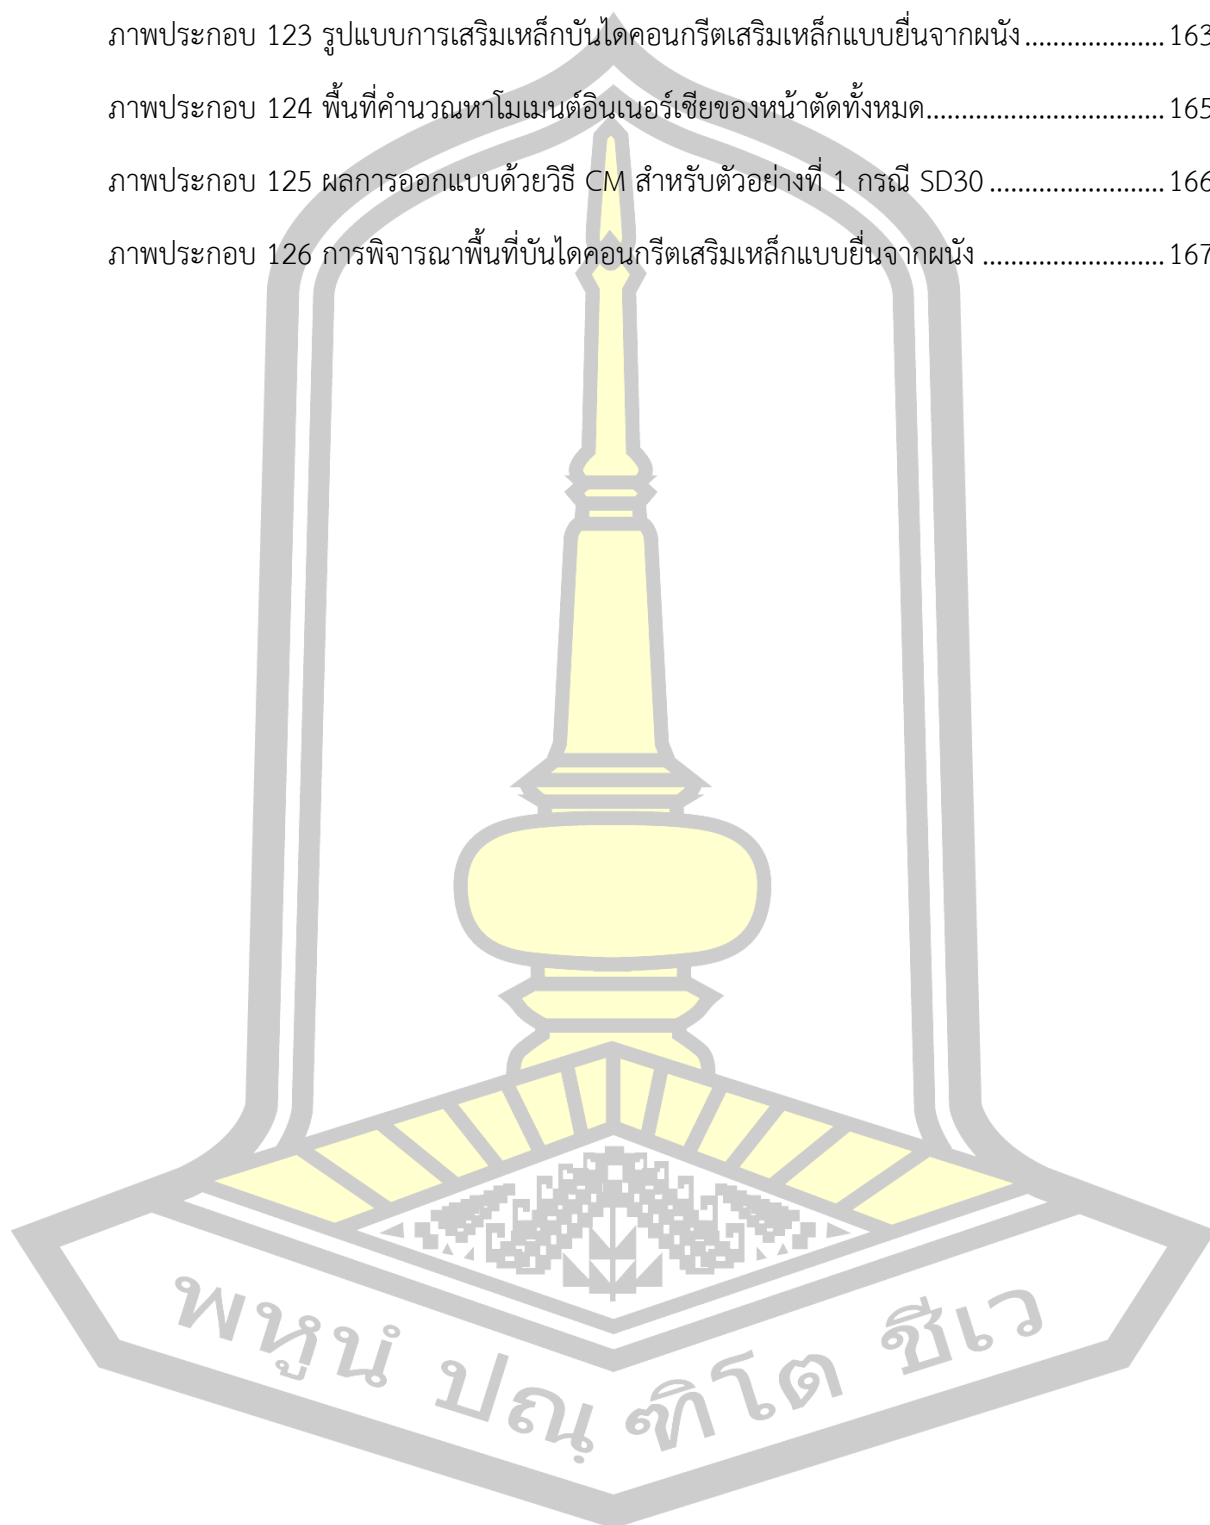 ภาพประกอบ 123 รูปแบบการเสริมเหล็กบันไดคอนกรีตเสริมเหล็กแบบยื่นจากผนัง.................... 163
ภาพประกอบ 124 พื้นที่คำนวณหาโมเมนต์อินเนอร์เชียของหน้าตัดทั้งหมด.................................. 165
ภาพประกอบ 125 ผลการออกแบบด้วยวิธี CM สำหรับตัวอย่างที่ 1 กรณี SD30 ......................... 166
ภาพประกอบ 126 การพิจารณาพื้นที่บันไดคอนกรีตเสริมเหล็กแบบยื่นจากผนัง .......................... 167
พหูนํ ปณฺ ฑิโต ชีเว